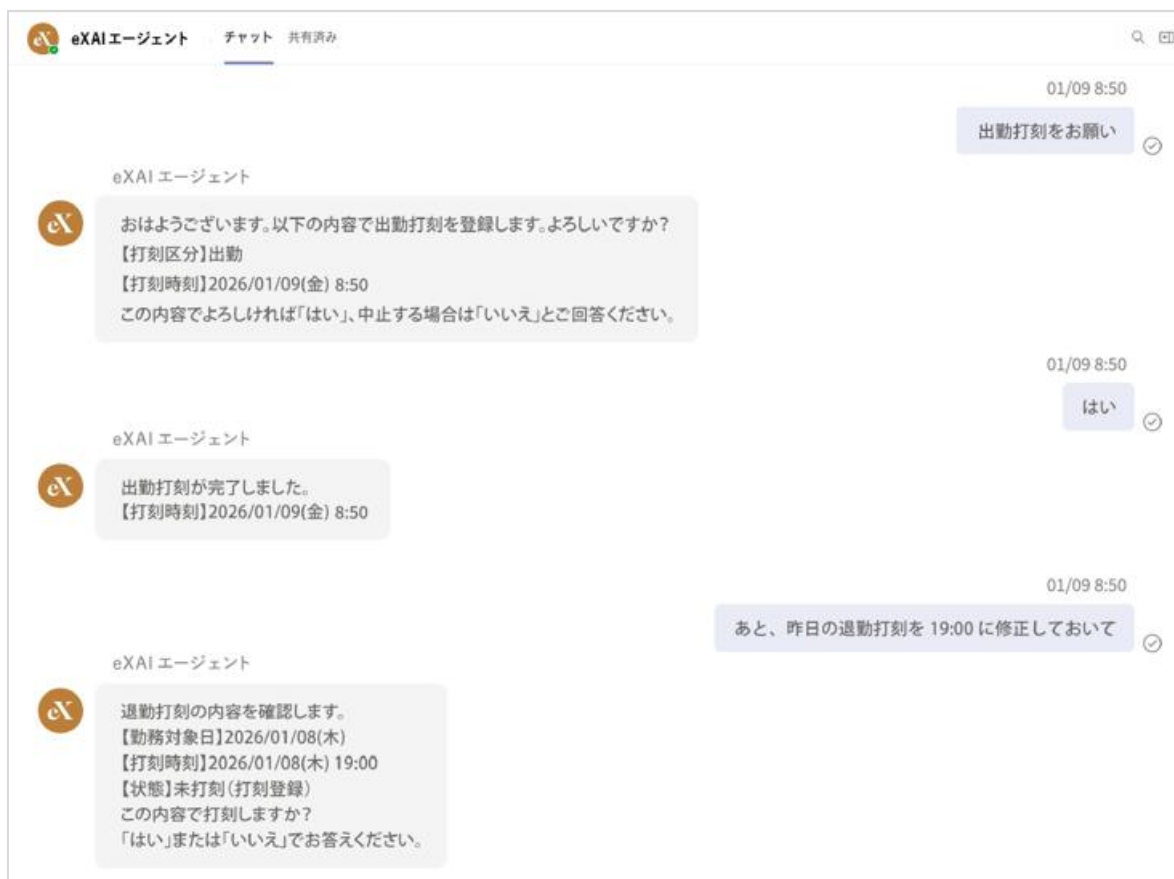 eX eXAIエージェント チャット 共有済み
01/09 8:50
出勤打刻をお願い
eXAI エージェント
eX
おはようございます。以下の内容で出勤打刻を登録します。よろしいですか?
【打刻区分】出勤
【打刻時刻】2026/01/09(金) 8:50
この内容でよろしければ「はい」、中止する場合は「いいえ」とご回答ください。
01/09 8:50
はい
eXAI エージェント
eX
出勤打刻が完了しました。
【打刻時刻】2026/01/09(金) 8:50
01/09 8:50
あと、昨日の退勤打刻を 19:00 に修正しておいて
eXAI エージェント
eX
退勤打刻の内容を確認します。
【勤務対象日】2026/01/08(木)
【打刻時刻】2026/01/08(木) 19:00
【状態】未打刻(打刻登録)
この内容で打刻しますか?
「はい」または「いいえ」でお答えください。